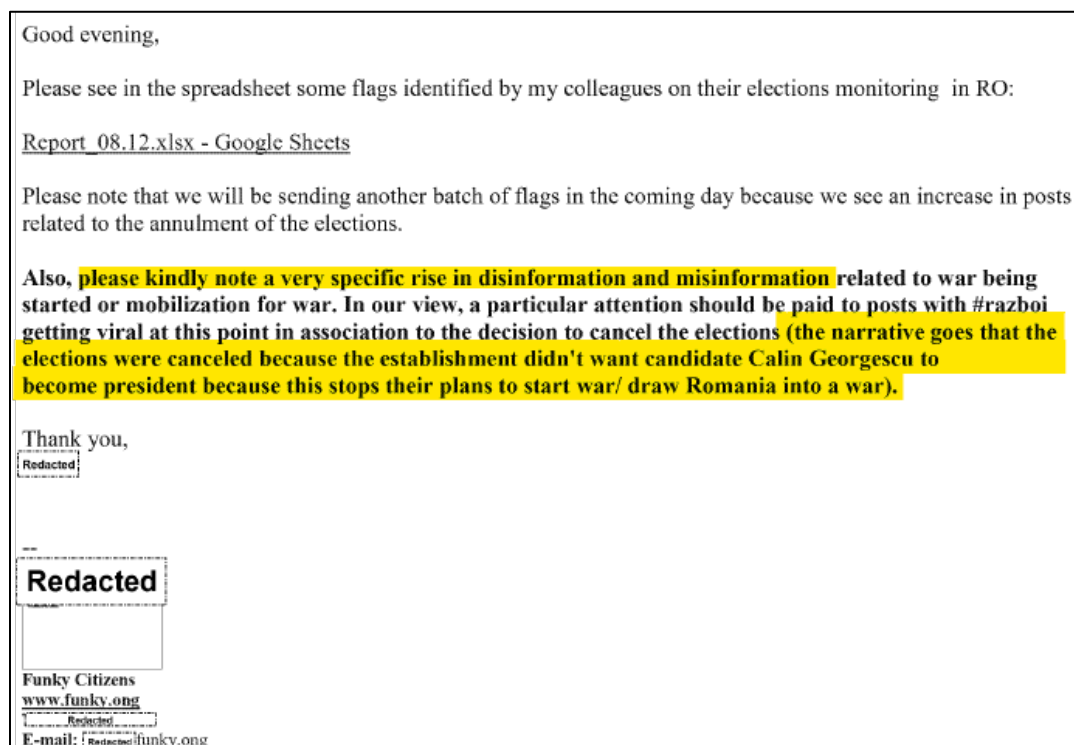 Good evening,
Please see in the spreadsheet some flags identified by my colleagues on their elections monitoring in RO:
Report_08.12.xlsx - Google Sheets
Please note that we will be sending another batch of flags in the coming day because we see an increase in posts
related to the annulment of the elections.
Also, please kindly note a very specific rise in disinformation and misinformation related to war being
started or mobilization for war. In our view, a particular attention should be paid to posts with #razboi
getting viral at this point in association to the decision to cancel the elections (the narrative goes that the
elections were canceled because the establishment didn't want candidate Calin Georgescu to
become president because this stops their plans to start war/ draw Romania into a war).
Thank you,
Redacted
--
Redacted
Funky Citizens
www.funky.ong
Redacted
E-mail: Redacted funky.ong